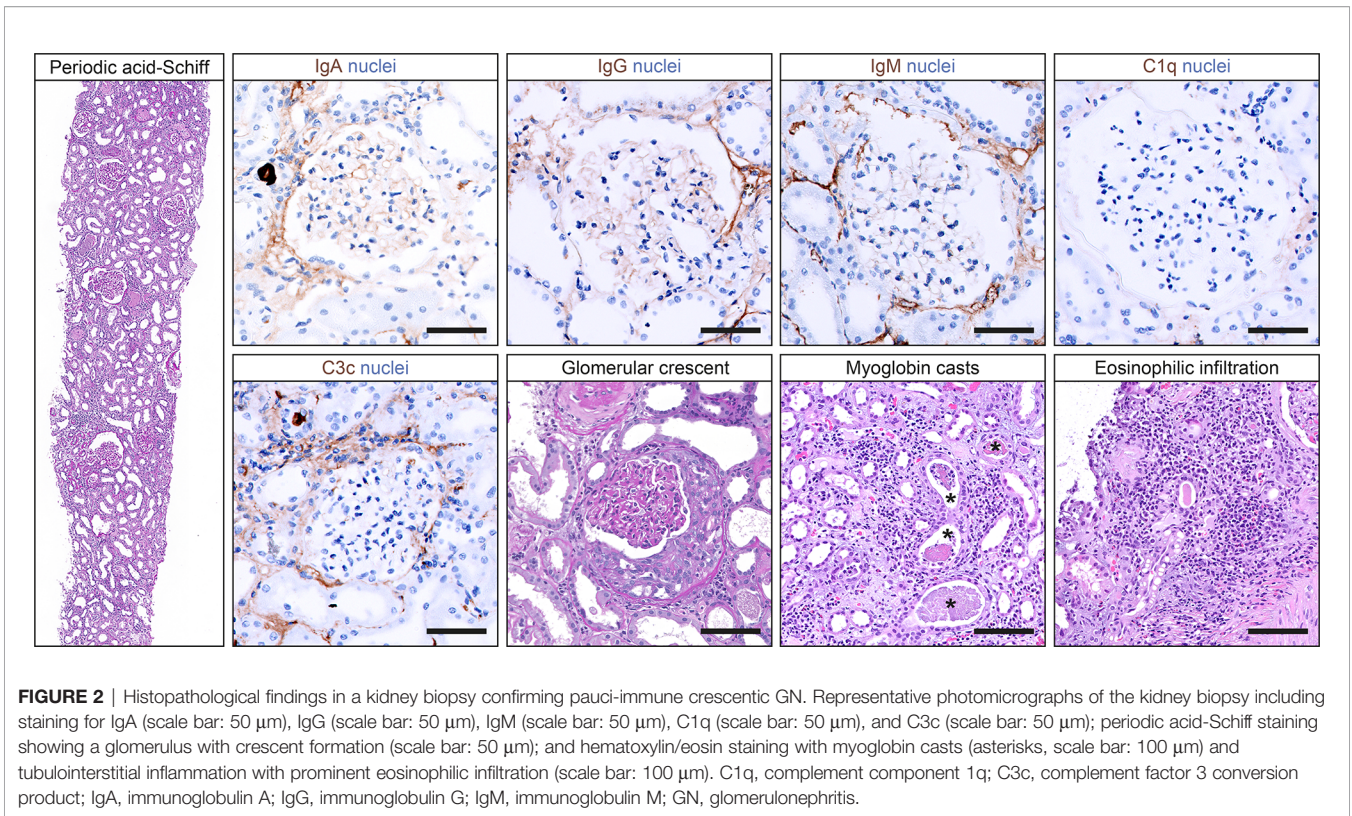 Periodic acid-Schiff
IgA nuclei
IgG nuclei
IgM nuclei
C1q nuclei
C3c nuclei
Glomerular crescent
Myoglobin casts
Eosinophilic infiltration
*
*
*
*
FIGURE 2 | Histopathological findings in a kidney biopsy confirming pauci-immune crescentic GN. Representative photomicrographs of the kidney biopsy including
staining for IgA (scale bar: 50 μm), IgG (scale bar: 50 μm), IgM (scale bar: 50 μm), C1q (scale bar: 50 μm), and C3c (scale bar: 50 μm); periodic acid-Schiff staining
showing a glomerulus with crescent formation (scale bar: 50 μm); and hematoxylin/eosin staining with myoglobin casts (asterisks, scale bar: 100 μm) and
tubulointerstitial inflammation with prominent eosinophilic infiltration (scale bar: 100 μm). C1q, complement component 1q; C3c, complement factor 3 conversion
product; IgA, immunoglobulin A; IgG, immunoglobulin G; IgM, immunoglobulin M; GN, glomerulonephritis.